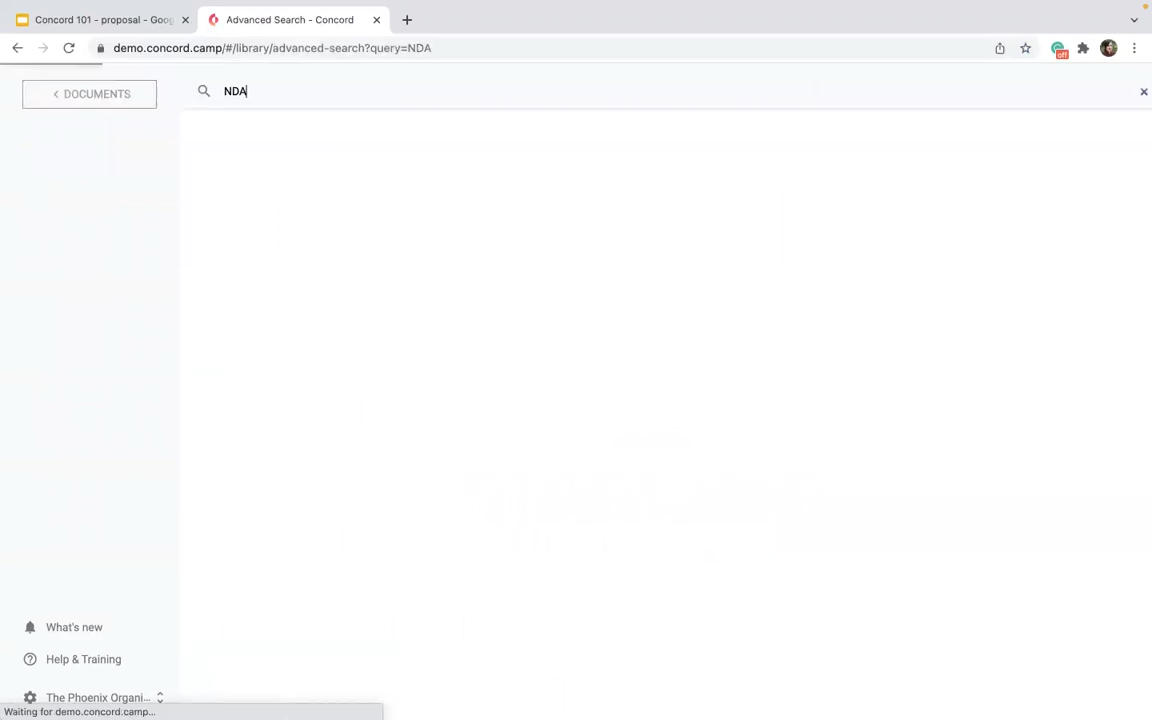 Concord 101 - proposal - Goog
Advanced Search - Concord
demo.concord.camp/#/library/advanced-search?query=NDA
off
DOCUMENTS
NDA
What's new
Help & Training
The Phoenix Organi...
Waiting for demo.concord.camp...